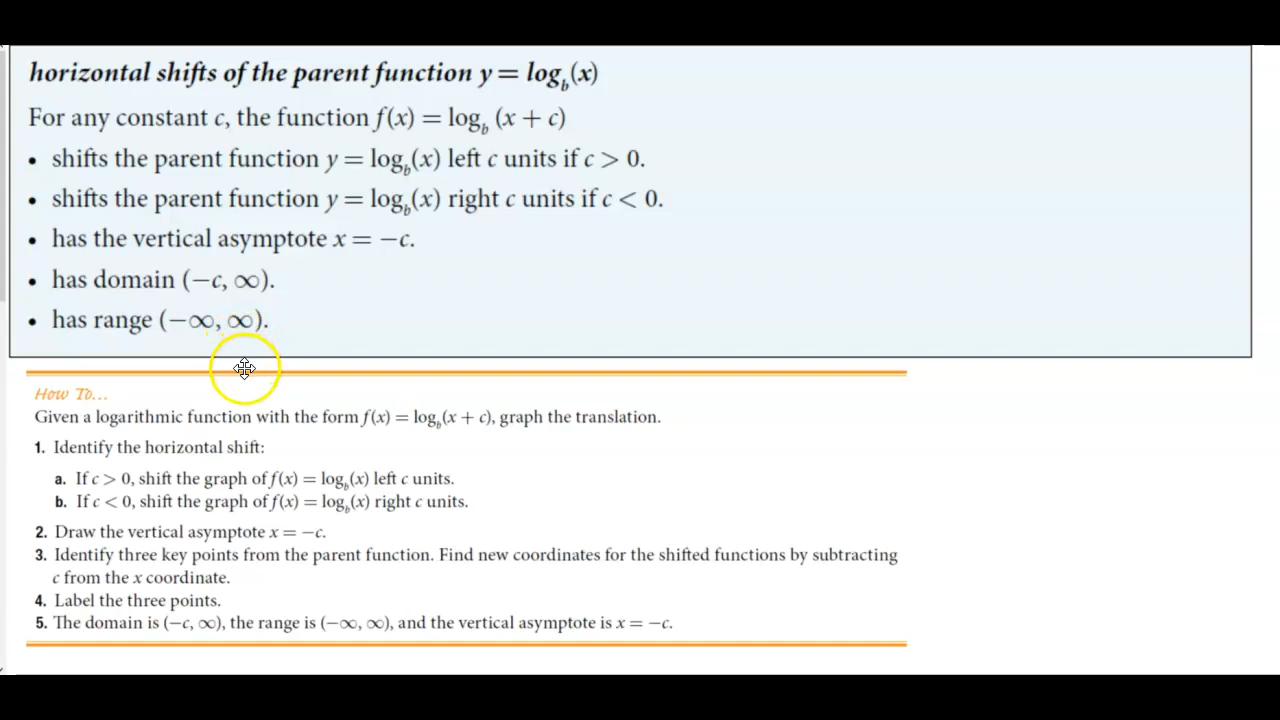 horizontal shifts of the parent function y = log_b(x)
For any constant c, the function f(x) = log_b (x + c)
• shifts the parent function y = log_b(x) left c units if c > 0.
• shifts the parent function y = log_b(x) right c units if c < 0.
• has the vertical asymptote x = −c.
• has domain (−c, ∞).
• has range (−∞, ∞).
How To…
Given a logarithmic function with the form f(x) = log_b(x + c), graph the translation.
1. Identify the horizontal shift:
a. If c > 0, shift the graph of f(x) = log_b(x) left c units.
b. If c < 0, shift the graph of f(x) = log_b(x) right c units.
2. Draw the vertical asymptote x = −c.
3. Identify three key points from the parent function. Find new coordinates for the shifted functions by subtracting
c from the x coordinate.
4. Label the three points.
5. The domain is (−c, ∞), the range is (−∞, ∞), and the vertical asymptote is x = −c.